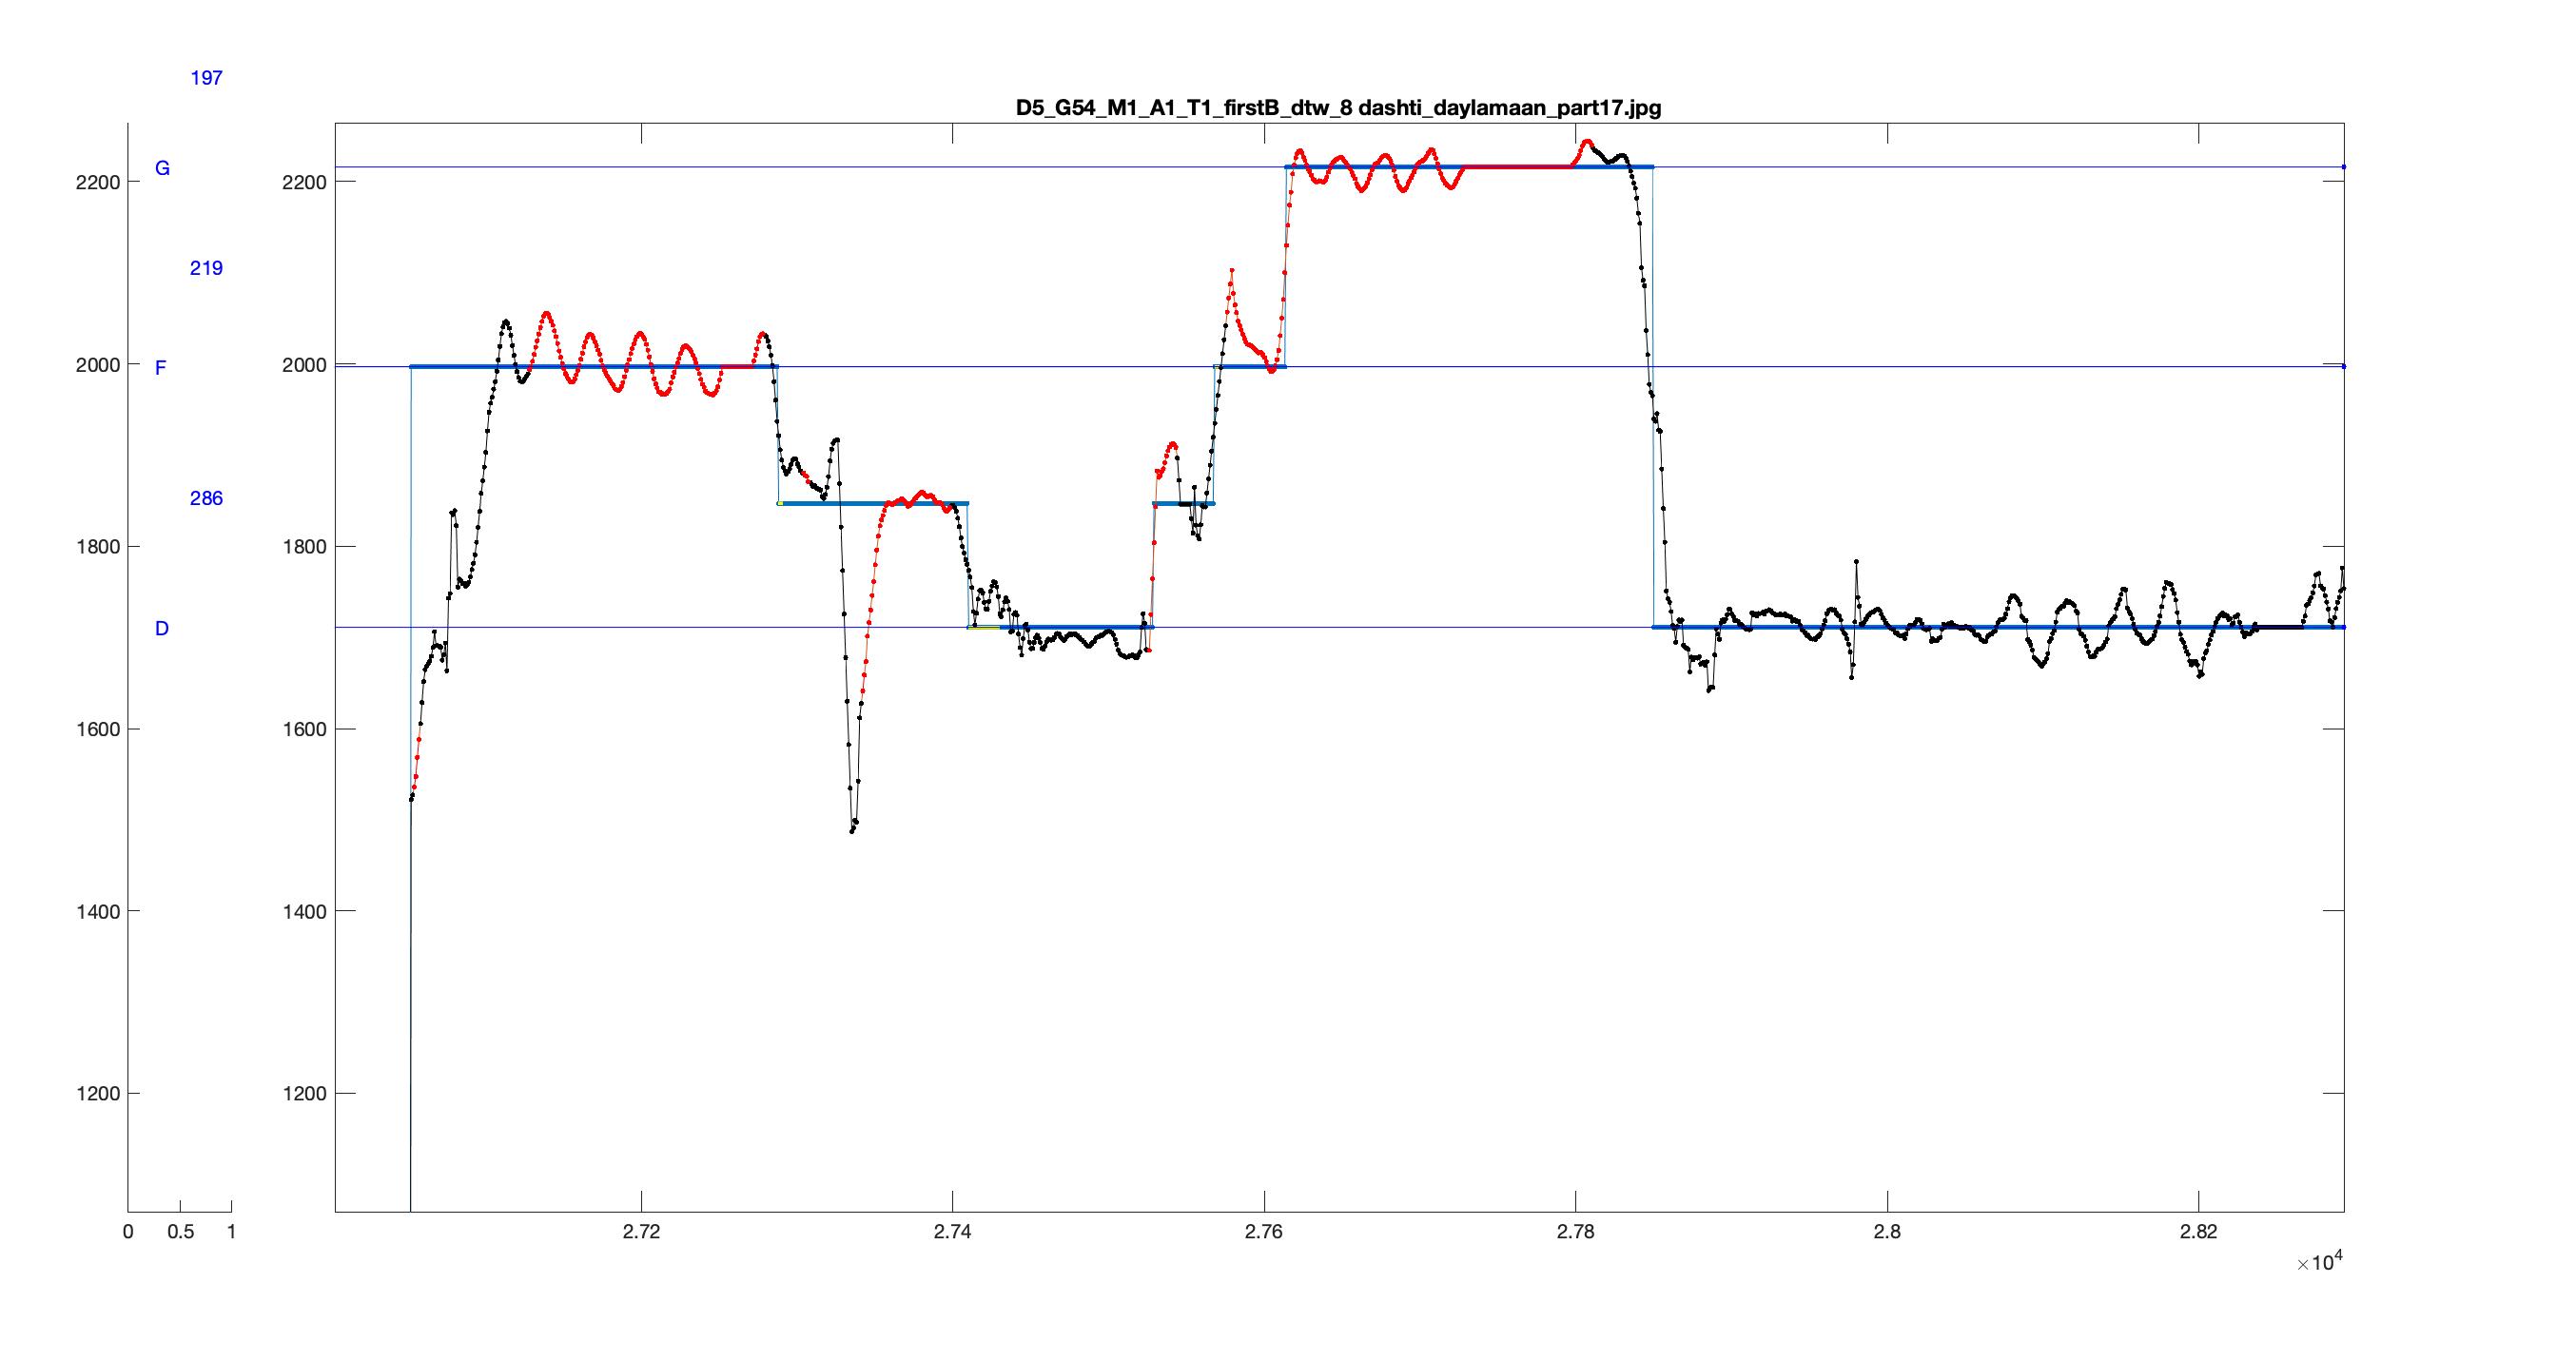 197
D5_G54_M1_A1_T1_firstB_dtw_8 dashti_daylamaan_part17.jpg
2200 G 2200
219
2000 F 2000
286
1800 1800
D
1600 1600
1400 1400
1200 1200
0 0.5 1 2.72 2.74 2.76 2.78 2.8 2.82
×10⁴